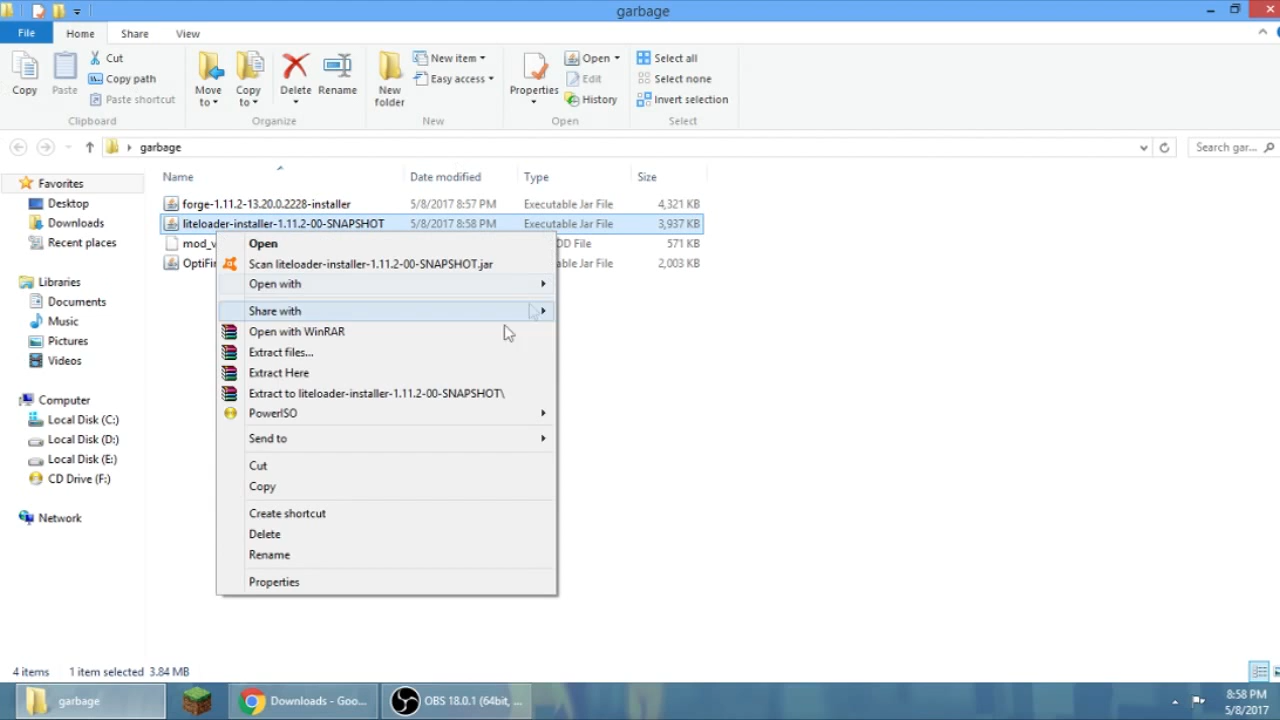 garbage
File Home Share View
Copy Paste Cut Copy path Paste shortcut Move to Copy to Delete Rename New folder New item Easy access Properties Open Edit History Select all Select none Invert selection
Clipboard Organize New Open Select
garbage Search gar...
Name Date modified Type Size
forge-1.11.2-13.20.0.2228-installer 5/8/2017 8:57 PM Executable Jar File 4,321 KB
liteloader-installer-1.11.2-00-SNAPSHOT 5/8/2017 8:58 PM Executable Jar File 3,937 KB
571 KB
Jar File 2,003 KB
Favorites
Desktop
Downloads
Recent places
Libraries
Documents
Music
Pictures
Videos
Computer
Local Disk (C:)
Local Disk (D:)
Local Disk (E:)
CD Drive (F:)
Network
Open
Scan liteloader-installer-1.11.2-00-SNAPSHOT.jar
Open with
Share with
Open with WinRAR
Extract files...
Extract Here
Extract to liteloader-installer-1.11.2-00-SNAPSHOT\
PowerISO
Send to
Cut
Copy
Create shortcut
Delete
Rename
Properties
4 items 1 item selected 3.84 MB
garbage Downloads - Goo... OBS 18.0.1 (64bit, ...
8:58 PM
5/8/2017